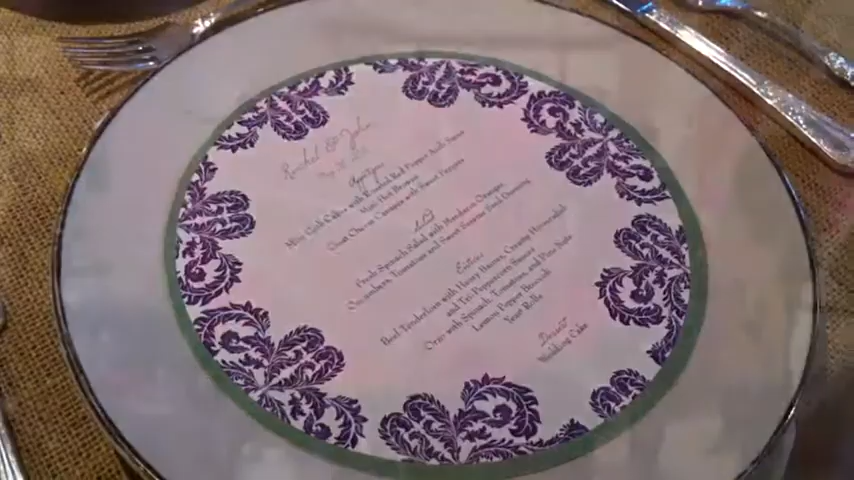 Rachel & John
Appetizers
Mini Crab Cakes with Roasted Red Pepper Aioli Sauce
Mini Hot Browns
Goat Cheese Canapes with Sweet Peppers
Salad
Fresh Spinach Salad with Mandarin Oranges,
Cucumbers, Tomatoes and Sweet Sesame Seed Dressing
Entrées
Beef Tenderloin with Henry Baines, Creamy Horseradish
and Tri Peppercorn Sauces
Orzo with Spinach, Tomatoes, and Pine Nuts
Lemon Pepper Broccoli
Yeast Rolls
Dessert
Wedding Cake